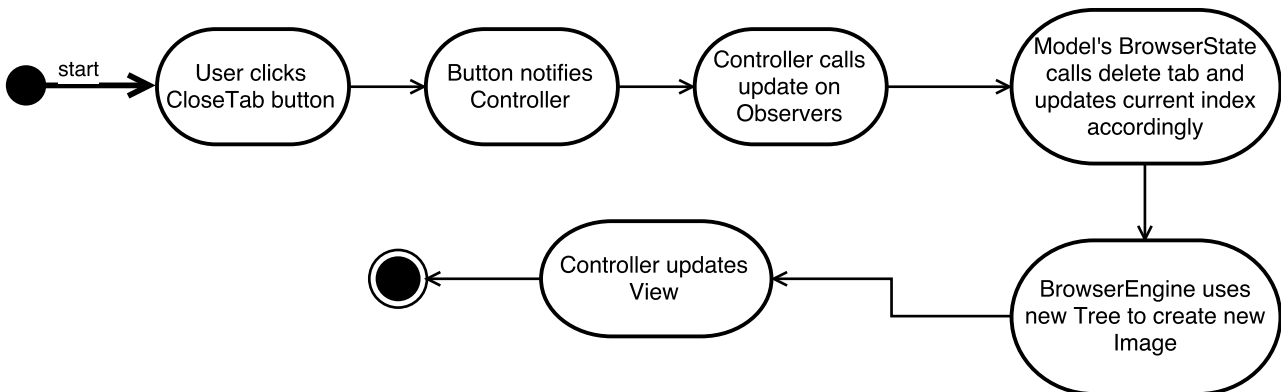 start
User clicks
CloseTab button
Button notifies
Controller
Controller calls
update on
Observers
Model's BrowserState
calls delete tab and
updates current index
accordingly
Controller updates
View
BrowserEngine uses
new Tree to create new
Image